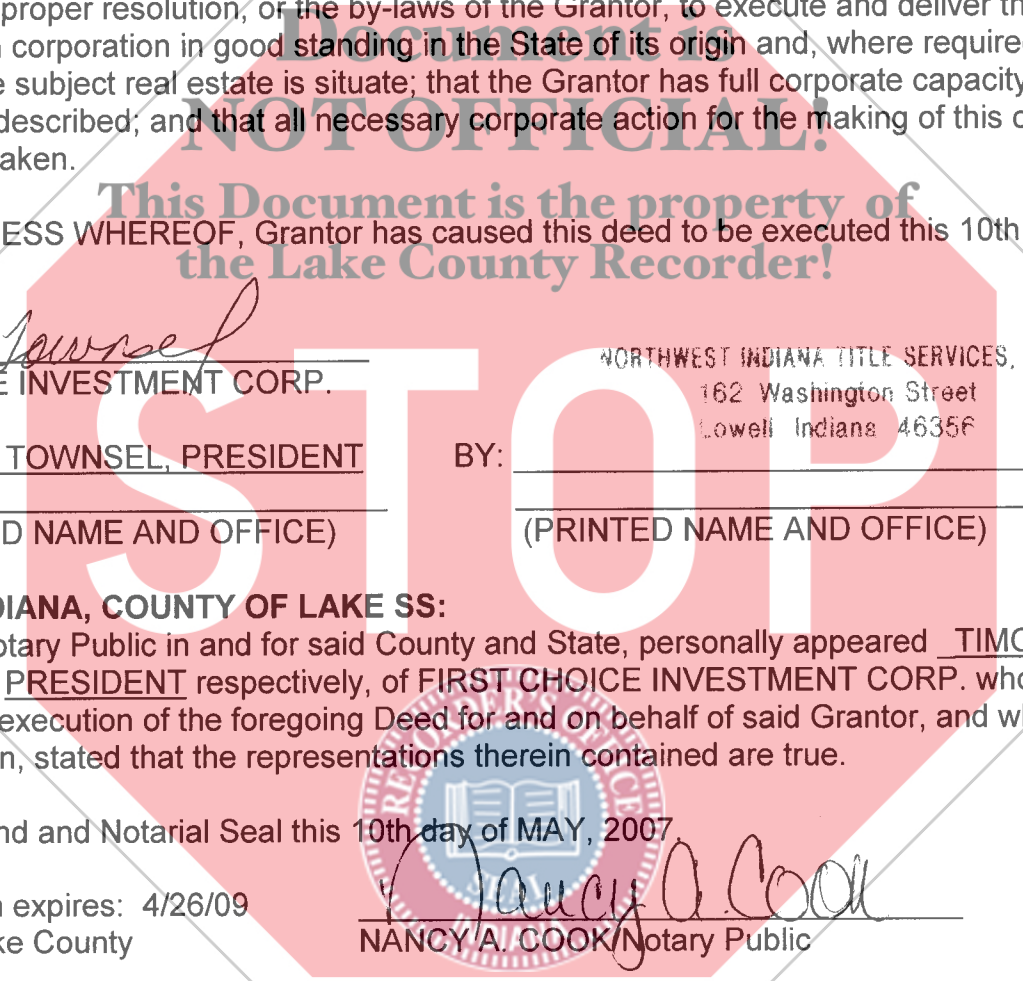 proper resolution, or the by-laws of the Grantor, to execute and deliver th
Document is
corporation in good standing in the State of its origin and, where require
subject real estate is situate; that the Grantor has full corporate capacity
NOT OFFICIAL!
described; and that all necessary corporate action for the making of this c
aken.
This Document is the property of
ESS WHEREOF, Grantor has caused this deed to be executed this 10th
the Lake County Recorder!
Townsel
E INVESTMENT CORP.
NORTHWEST INDIANA TITLE SERVICES,
162 Washington Street
Lowell Indiana 46356
TOWNSEL, PRESIDENT BY:
STOP
D NAME AND OFFICE) (PRINTED NAME AND OFFICE)
DIANA, COUNTY OF LAKE SS:
otary Public in and for said County and State, personally appeared TIMO
PRESIDENT respectively, of FIRST CHOICE INVESTMENT CORP. who
execution of the foregoing Deed for and on behalf of said Grantor, and wh
n, stated that the representations therein contained are true.
RECORDER'S OFFICE
SEAL
INDIANA
nd and Notarial Seal this 10th day of MAY, 2007.
Nancy A. Cook
n expires: 4/26/09
ke County NANCY A. COOK/Notary Public